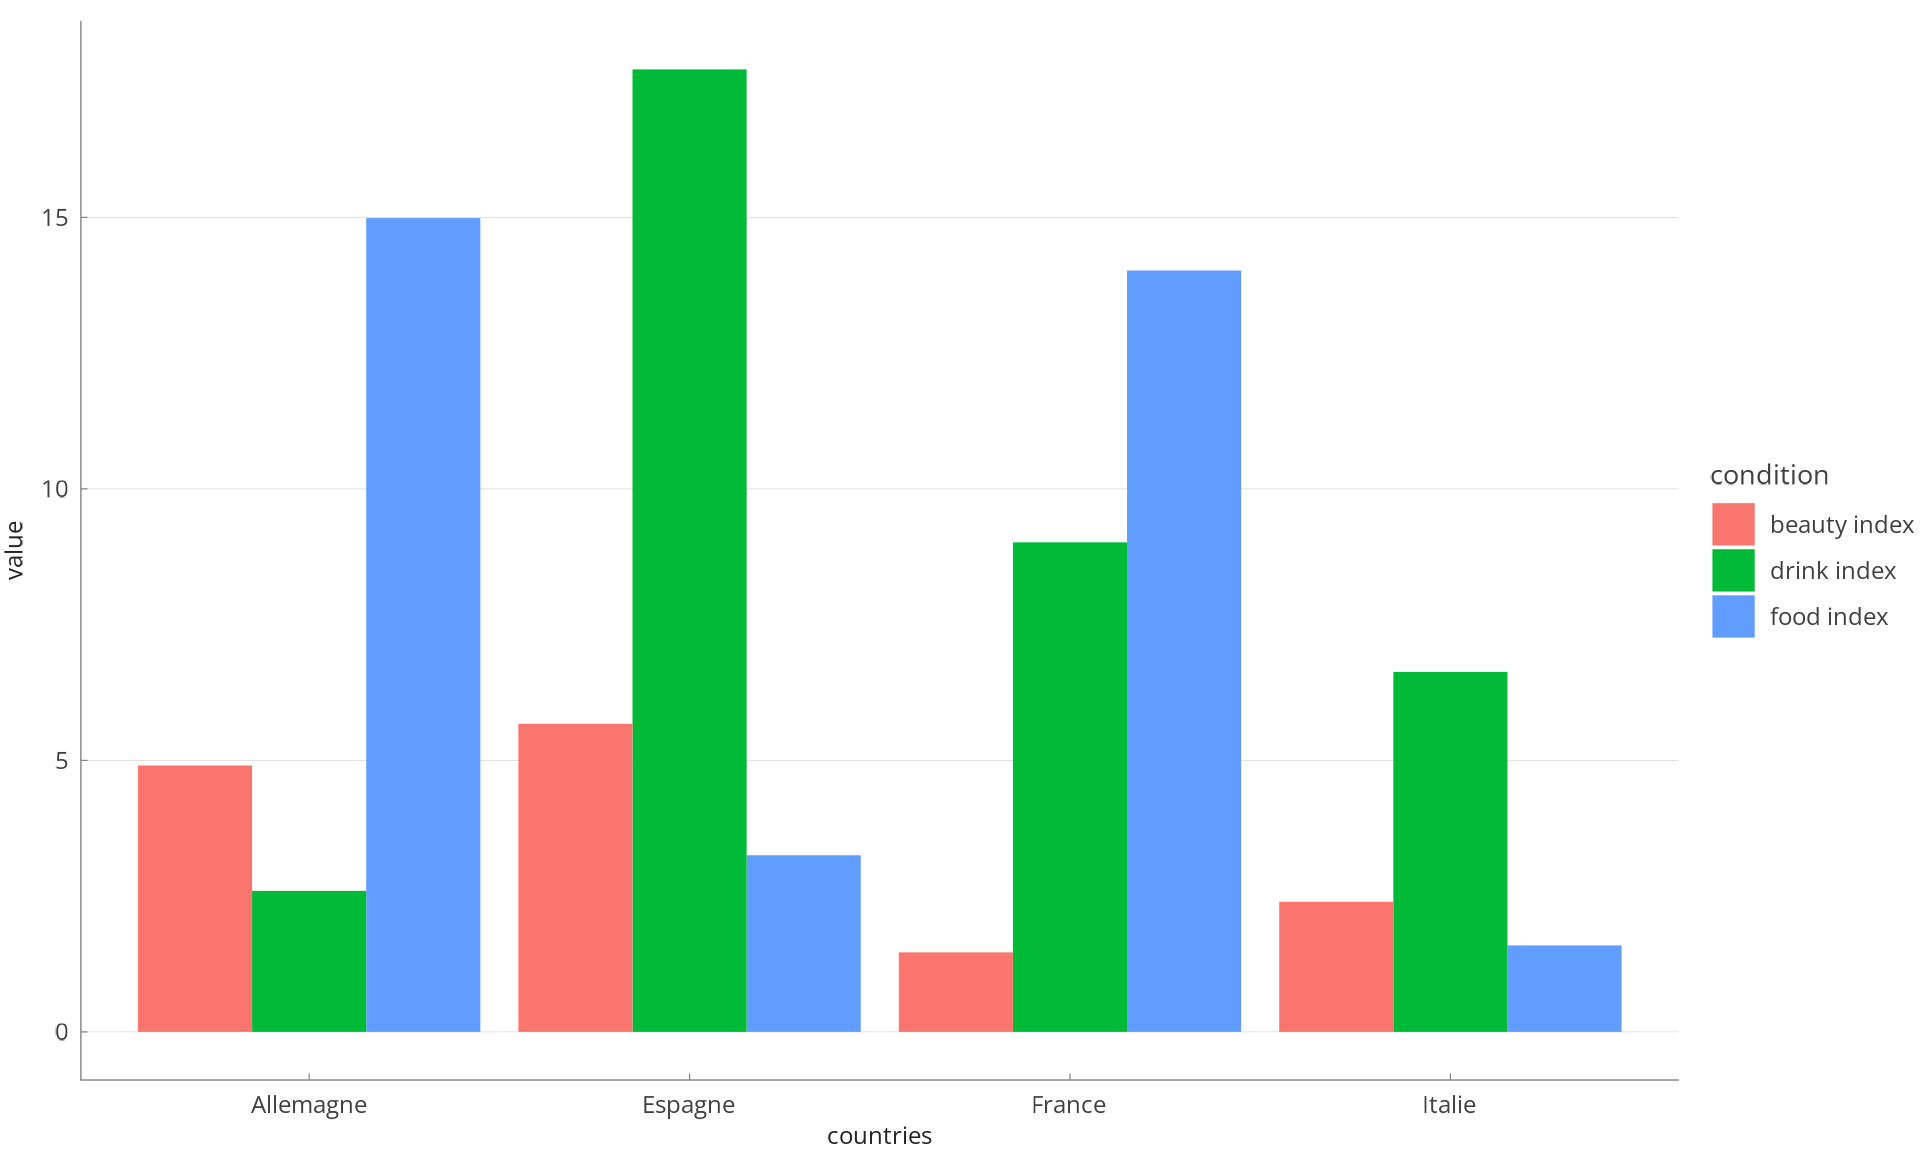 15
10
5
0
value
Allemagne
Espagne
France
Italie
countries
condition
beauty index
drink index
food index